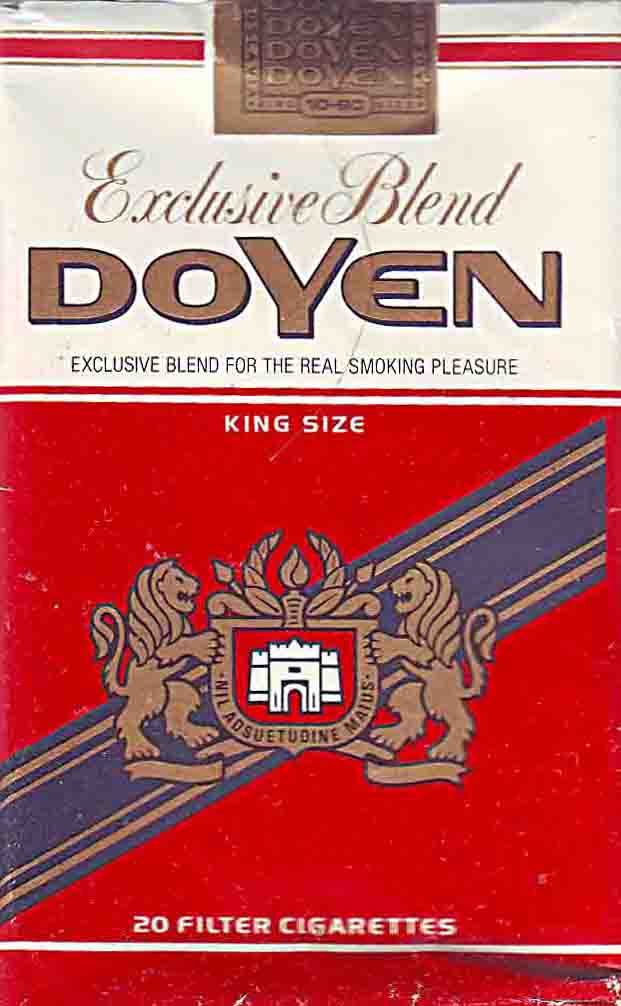 DOYEN
DOYEN
DOYEN
10-90
Exclusive Blend
DOYEN
EXCLUSIVE BLEND FOR THE REAL SMOKING PLEASURE
KING SIZE
NIL ADSUETUDINE MAIUS
20 FILTER CIGARETTES